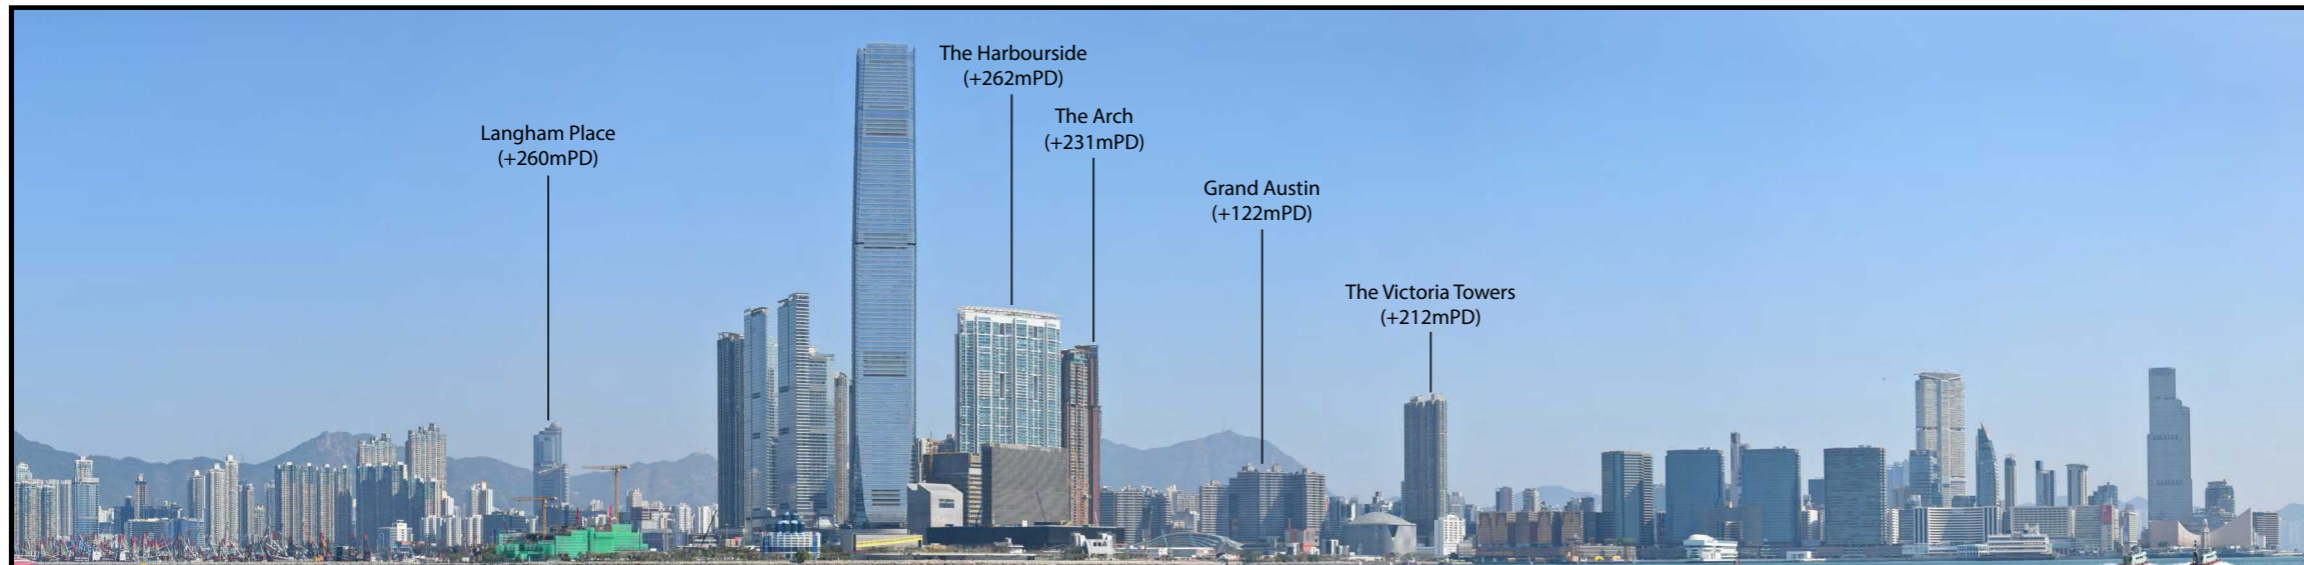 Langham Place
(+260mPD)
The Harbourside
(+262mPD)
The Arch
(+231mPD)
Grand Austin
(+122mPD)
The Victoria Towers
(+212mPD)